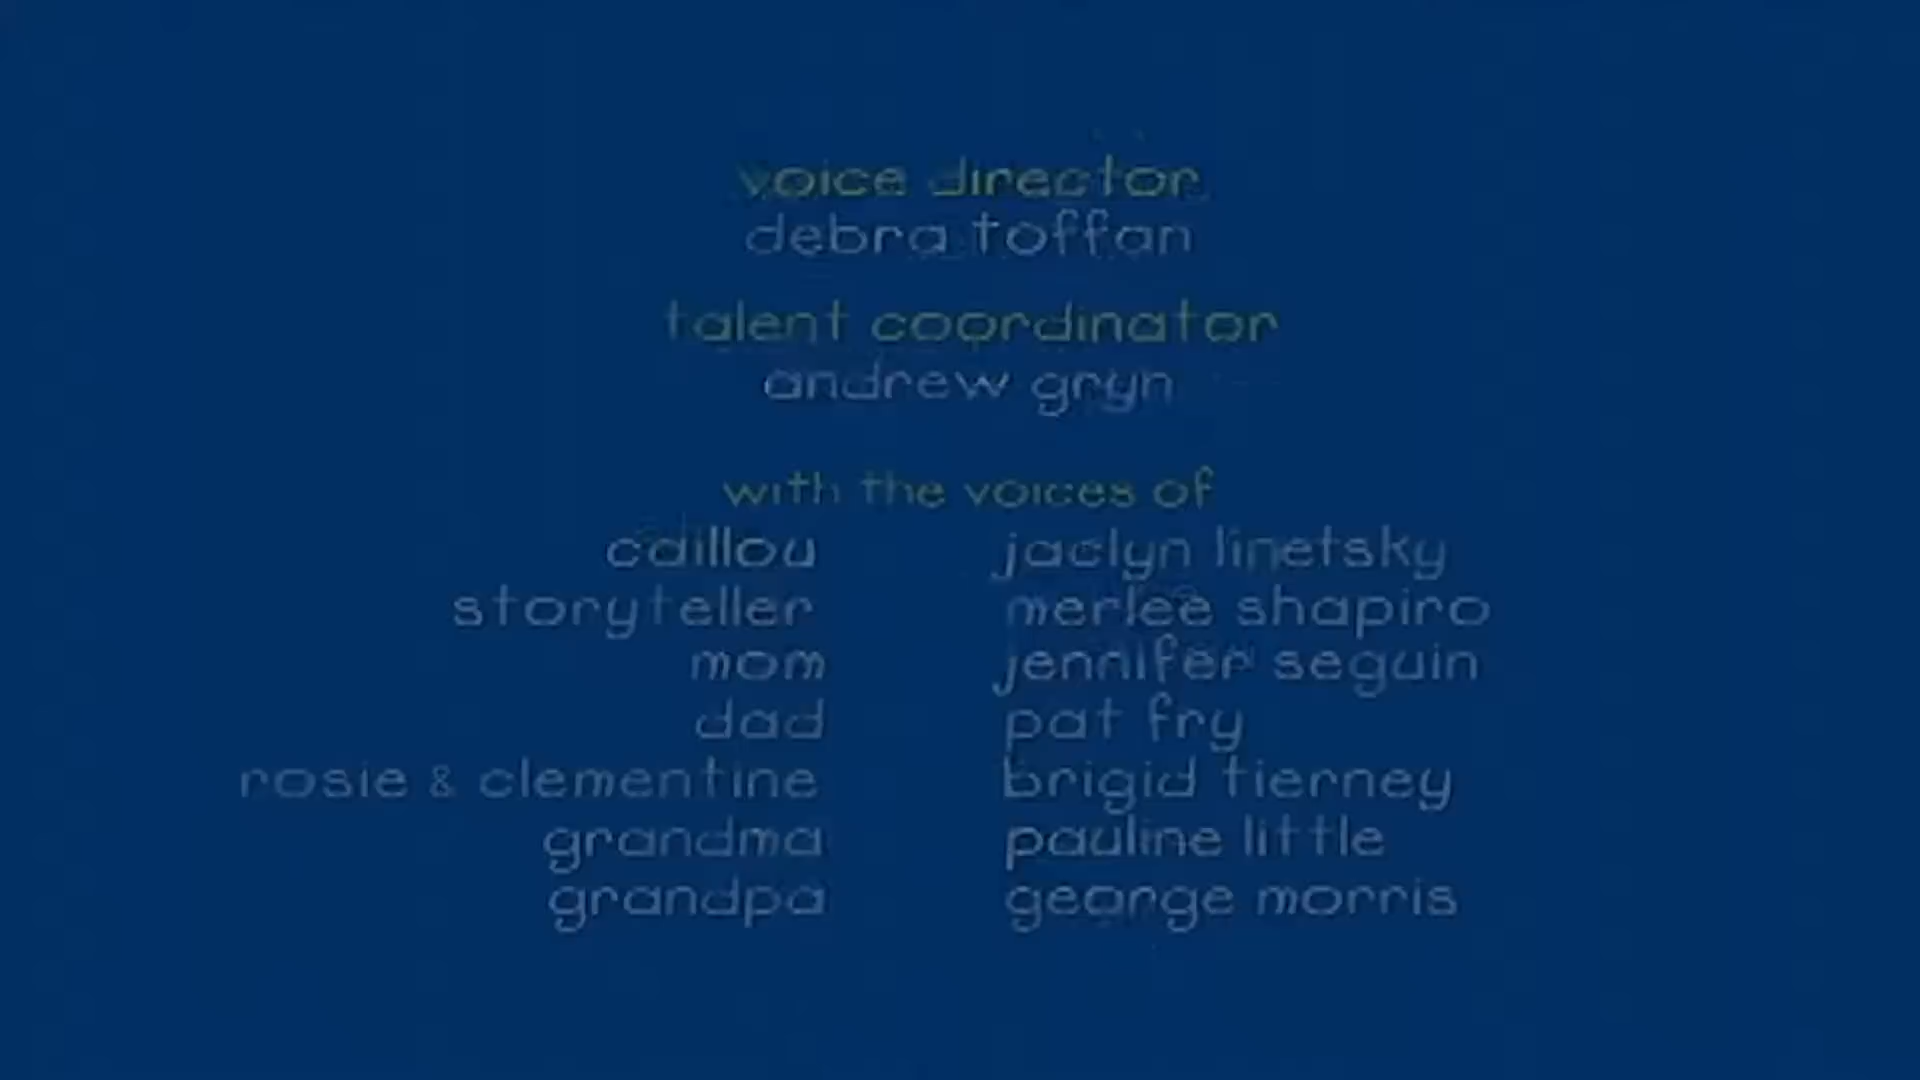 voice director
debra toffan
talent coordinator
andrew gryn
with the voices of
caillou jaclyn linetsky
storyteller merlee shapiro
mom jennifer seguin
dad pat fry
rosie & clementine brigid tierney
grandma pauline little
grandpa george morris